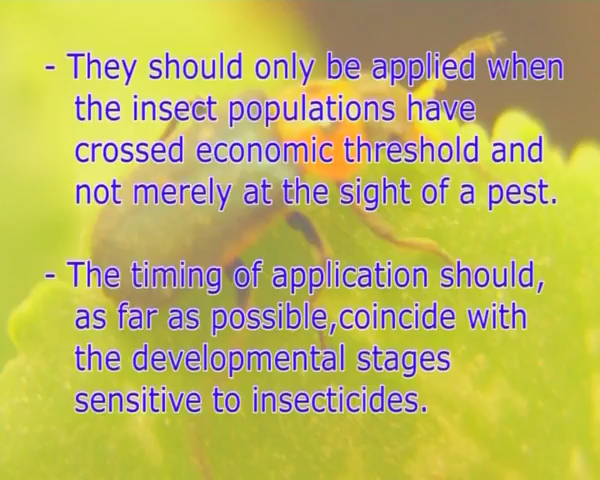 - They should only be applied when
the insect populations have
crossed economic threshold and
not merely at the sight of a pest.
- The timing of application should,
as far as possible,coincide with
the developmental stages
sensitive to insecticides.